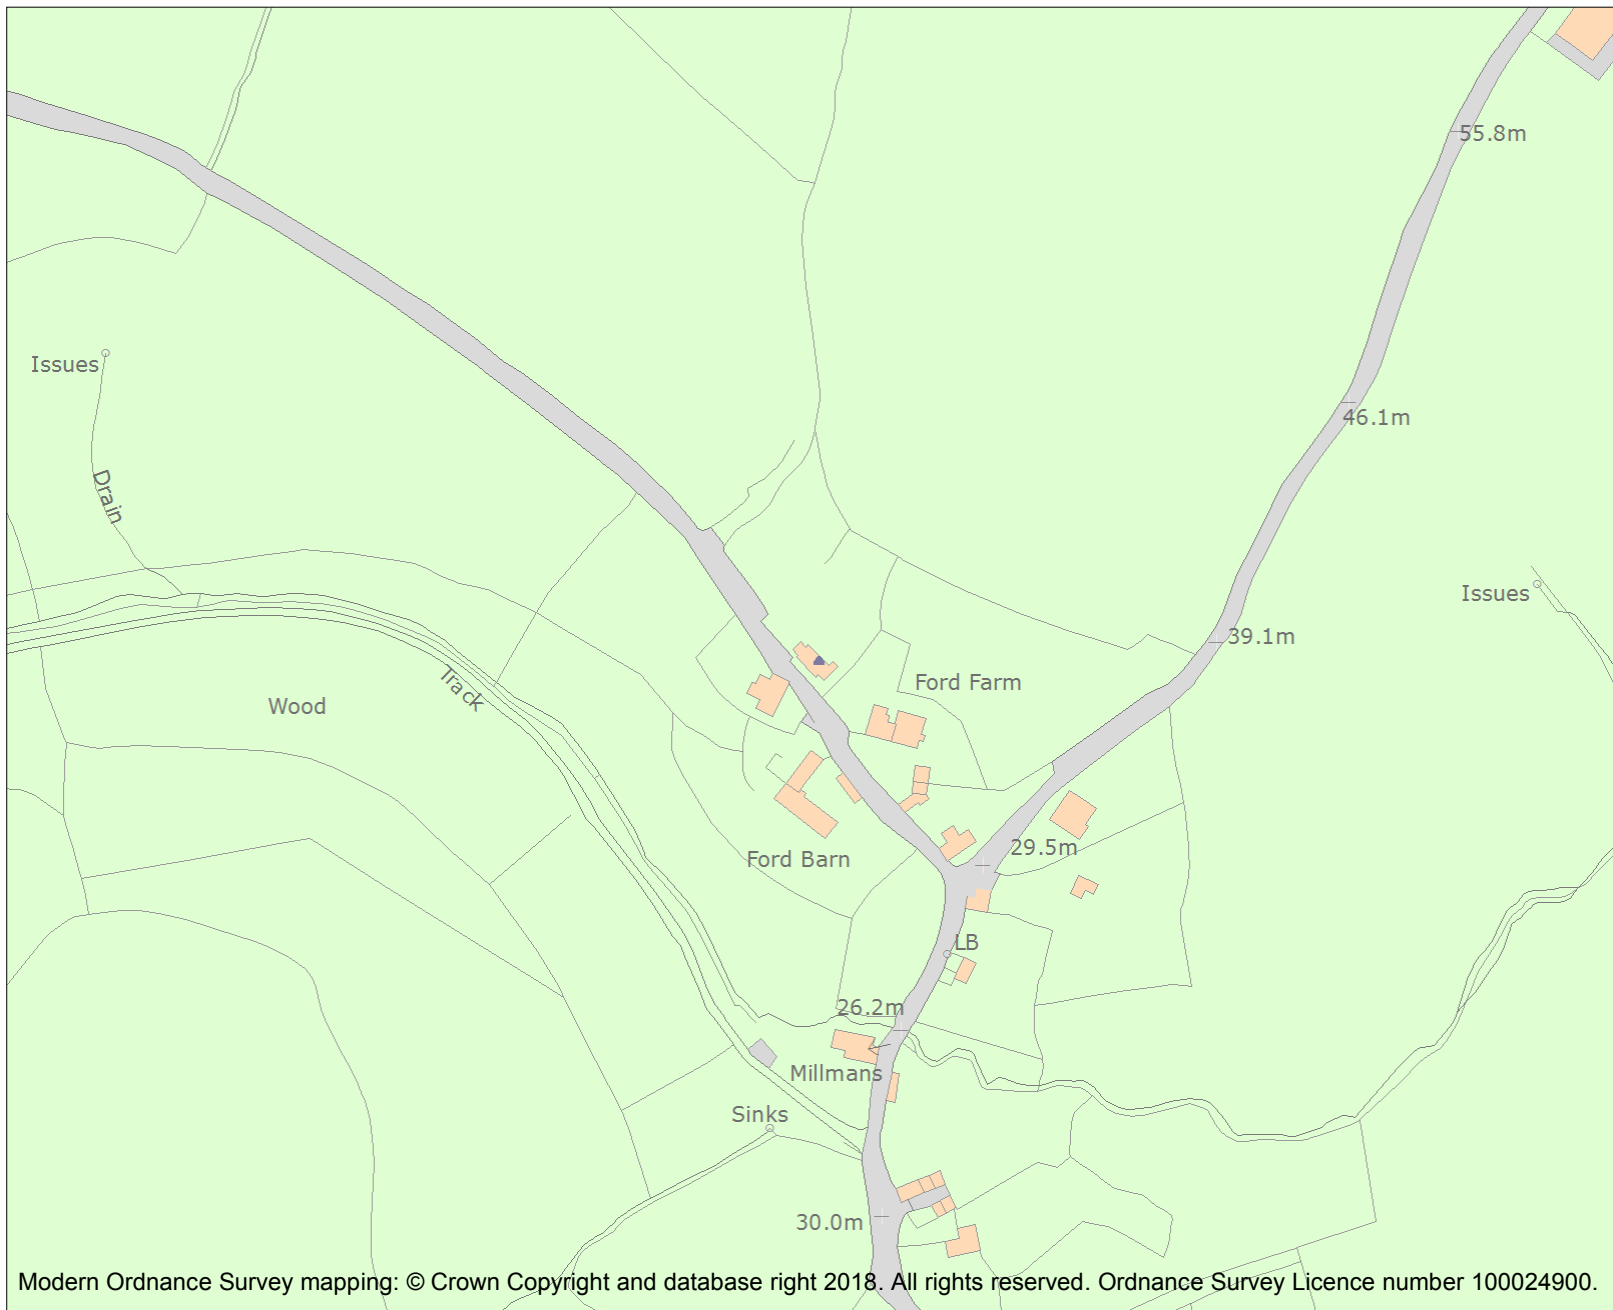 55.8m
Issues
46.1m
Drain
Issues
39.1m
Ford Farm
Track
Wood
29.5m
Ford Barn
LB
26.2m
Millmans
Sinks
30.0m
Modern Ordnance Survey mapping: © Crown Copyright and database right 2018. All rights reserved. Ordnance Survey Licence number 100024900.